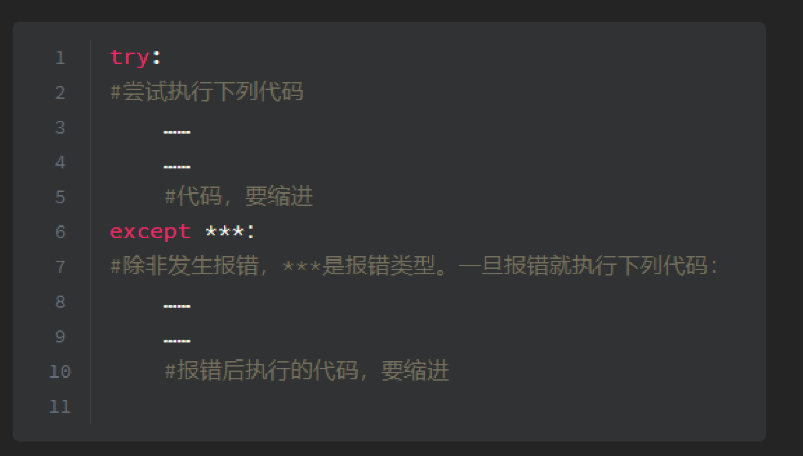 1 try:
2 #尝试执行下列代码
3 ……
4 ……
5 #代码，要缩进
6 except ***:
7 #除非发生报错，***是报错类型。一旦报错就执行下列代码：
8 ……
9 ……
10 #报错后执行的代码，要缩进
11